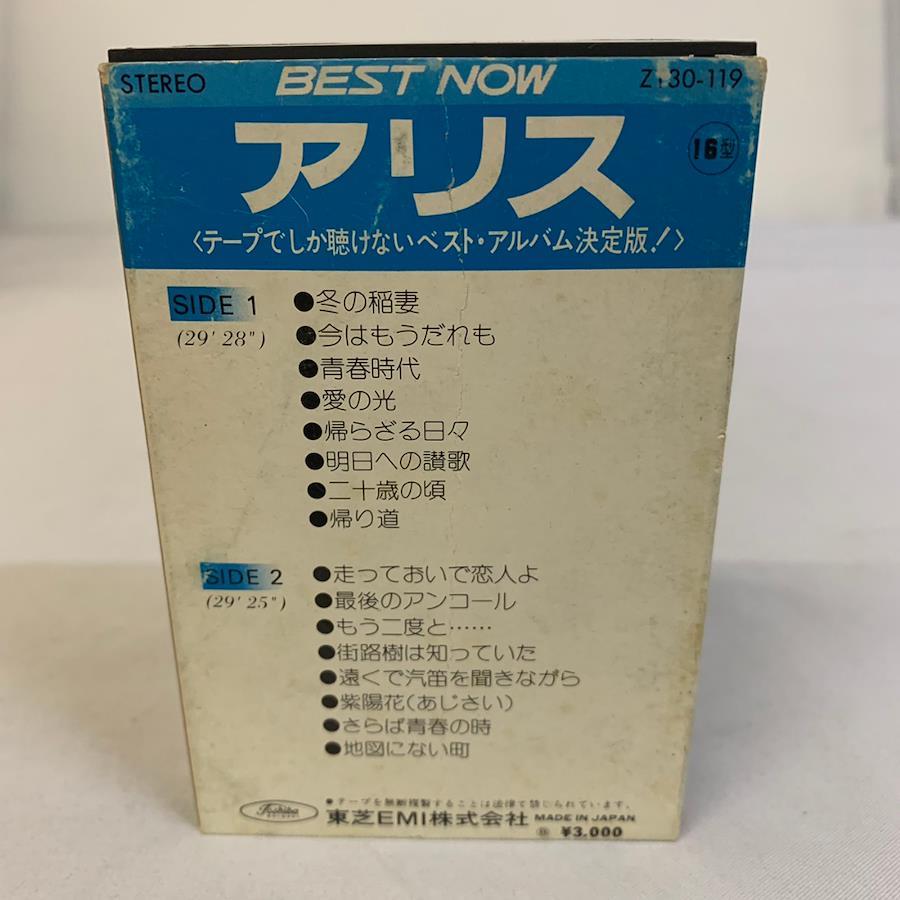 STEREO BEST NOW ZT30-119
アリス 16型
〈テープでしか聴けないベスト・アルバム決定版!〉
SIDE 1
(29' 28")
●冬の稲妻
●今はもうだれも
●青春時代
●愛の光
●帰らざる日々
●明日への讃歌
●二十歳の頃
●帰り道
SIDE 2
(29' 25")
●走っておいで恋人よ
●最後のアンコール
●もう二度と……
●街路樹は知っていた
●遠くで汽笛を聞きながら
●紫陽花(あじさい)
●さらば青春の時
●地図にない町
●テープを無断複製することは法律で禁じられています。
Toshiba
東芝EMI株式会社 MADE IN JAPAN
¥3,000